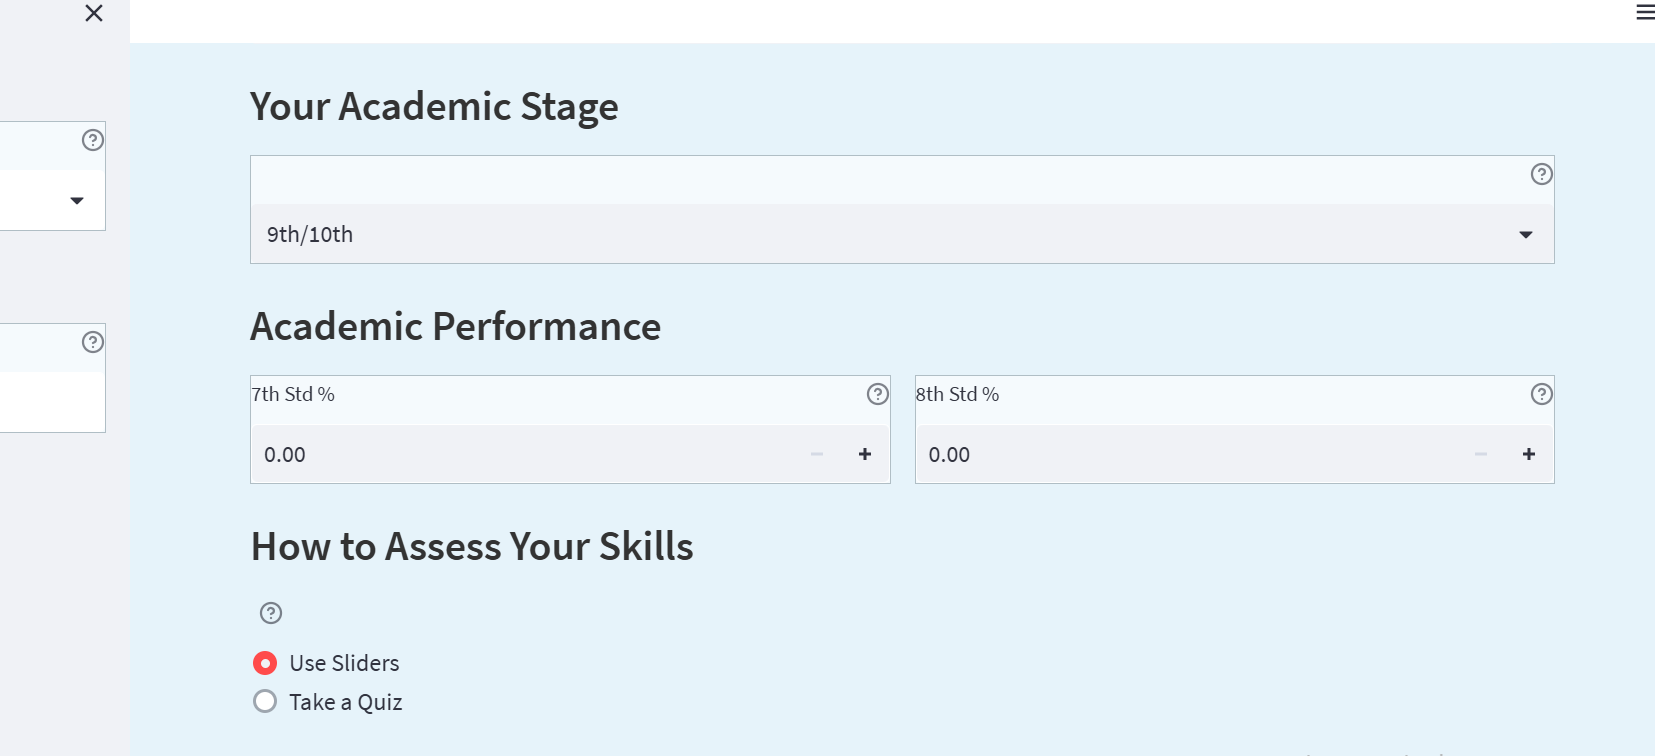 Your Academic Stage
9th/10th
Academic Performance
7th Std %
8th Std %
0.00
0.00
How to Assess Your Skills
Use Sliders
Take a Quiz